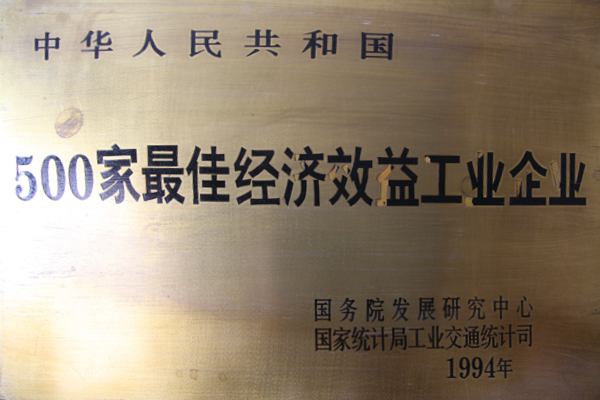 中华人民共和国
500家最佳经济效益工业企业
国务院发展研究中心
国家统计局工业交通统计司
1994年